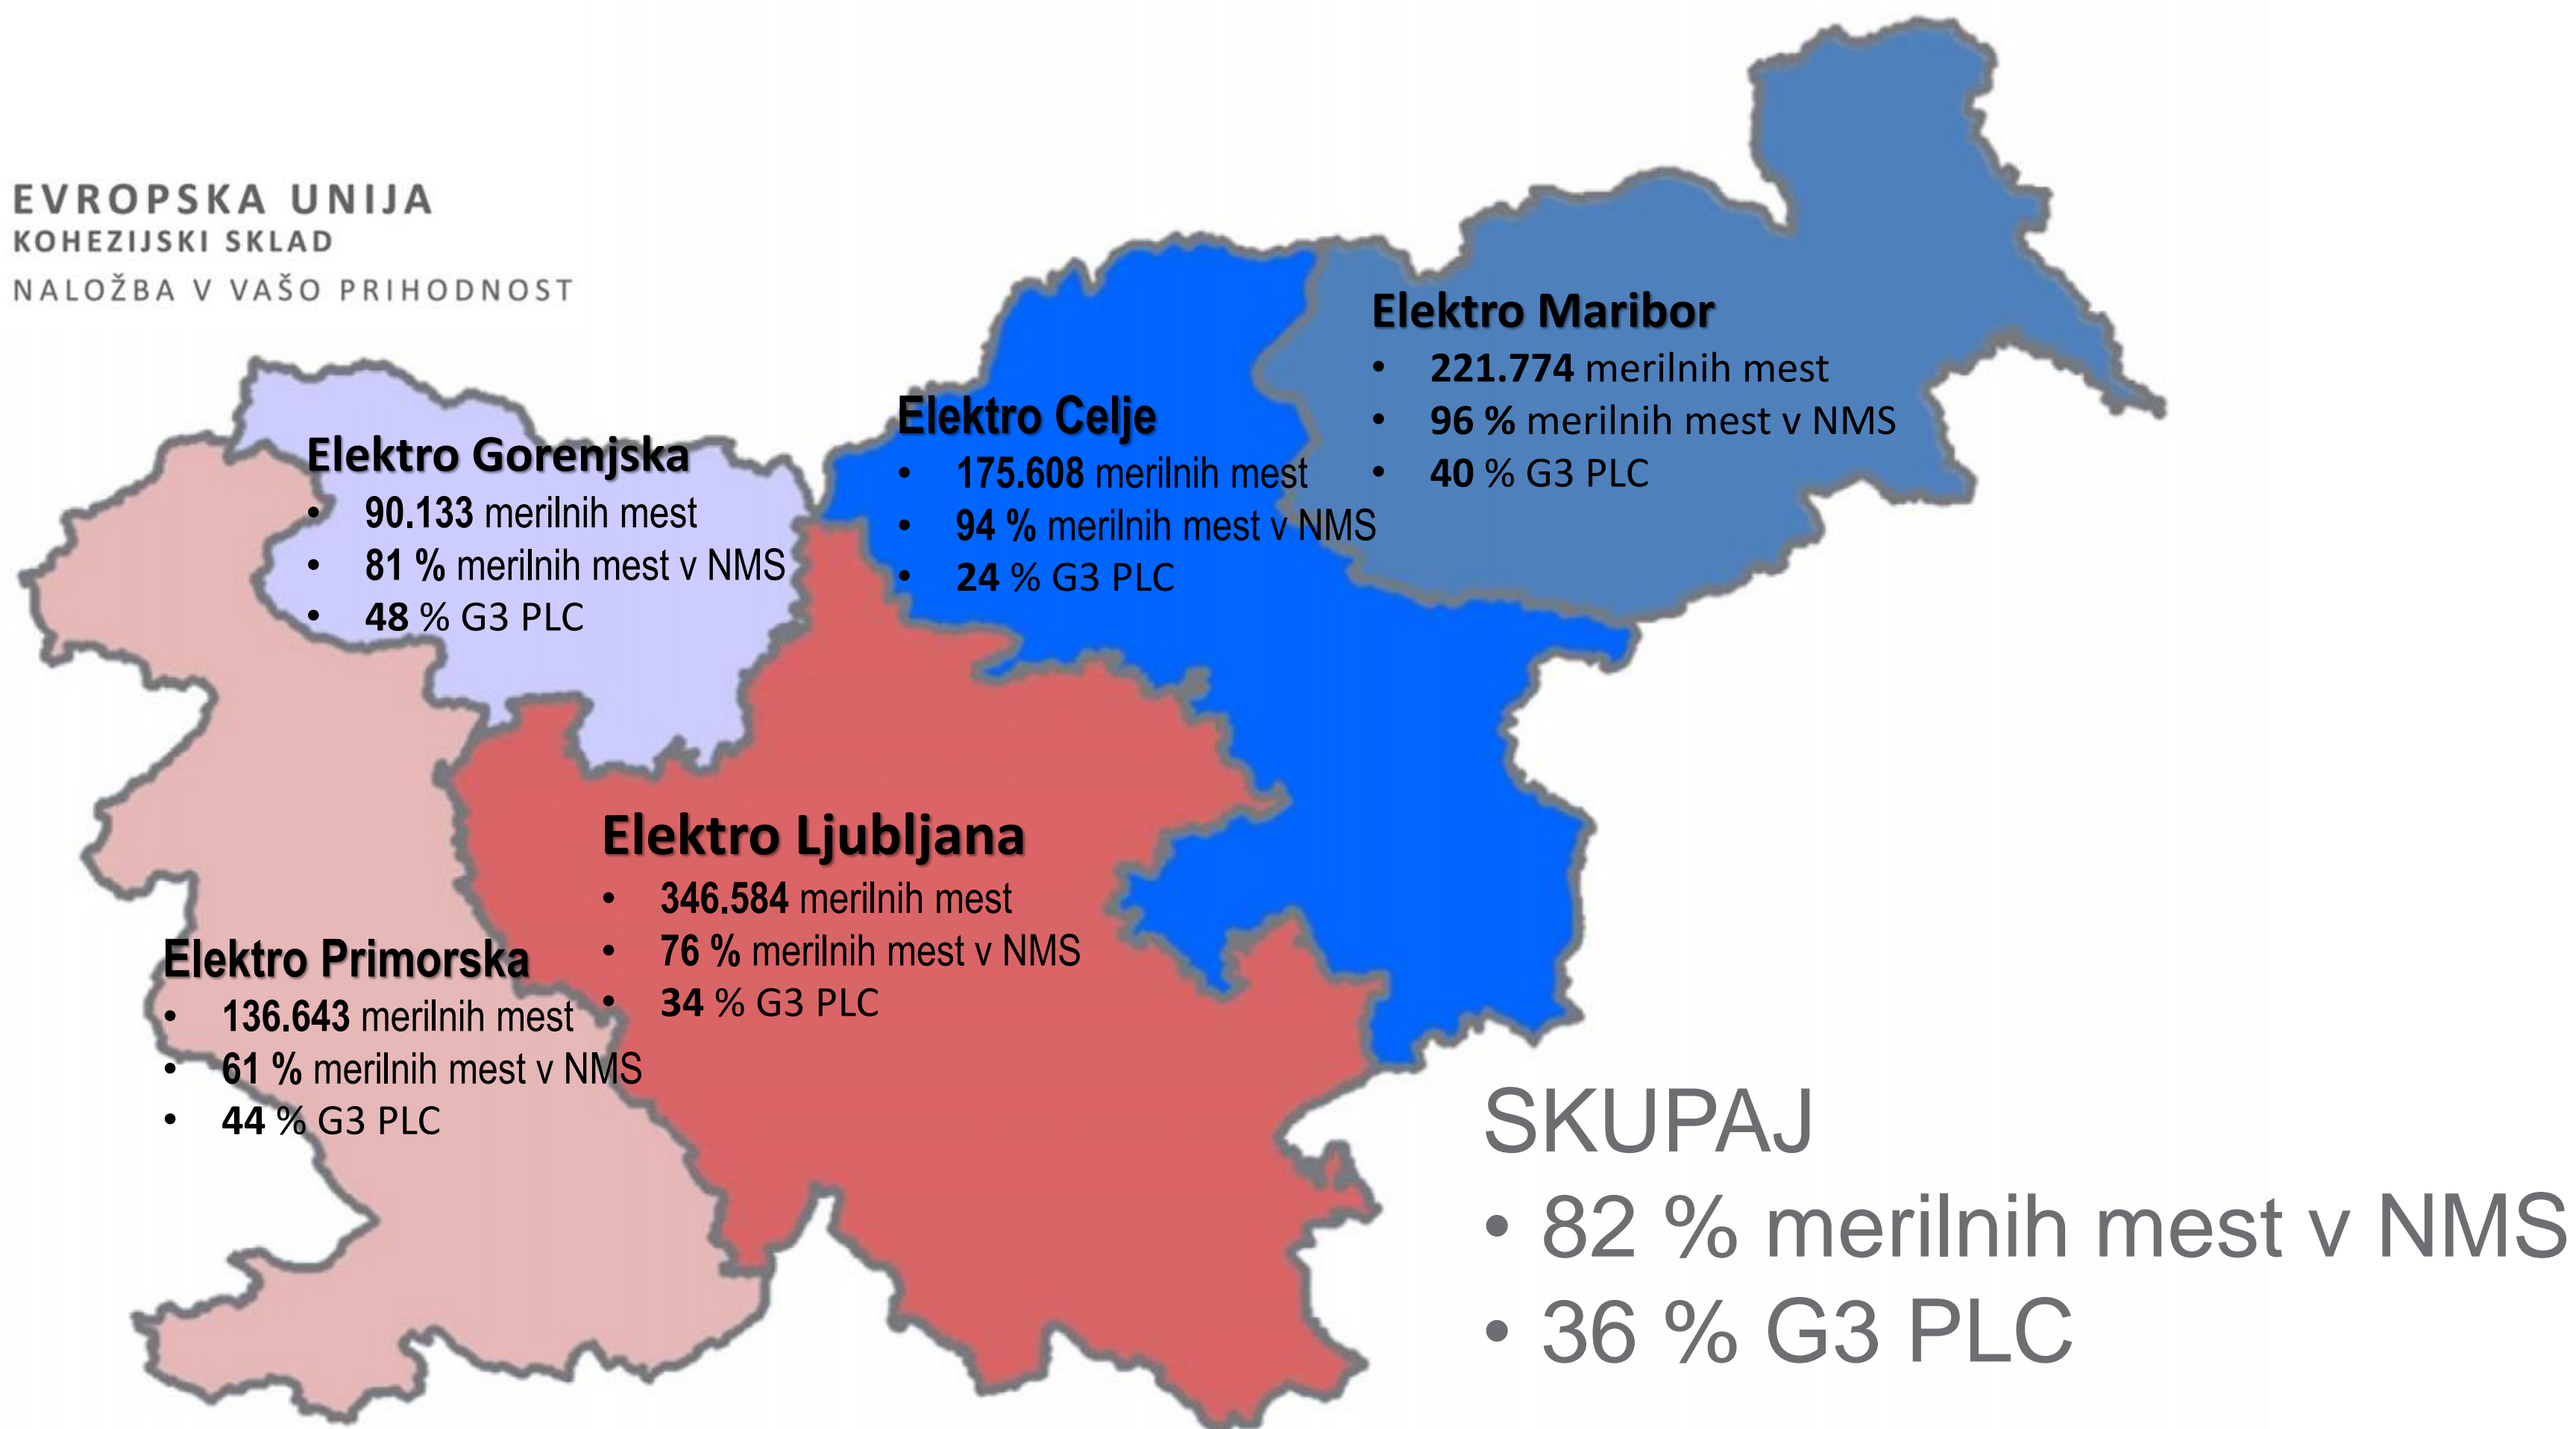 EVROPSKA UNIJA
KOHEZIJSKI SKLAD
NALOŽBA V VAŠO PRIHODNOST
Elektro Maribor
• 221.774 merilnih mest
• 96 % merilnih mest v NMS
• 40 % G3 PLC
Elektro Celje
• 175.608 merilnih mest
• 94 % merilnih mest v NMS
• 24 % G3 PLC
Elektro Gorenjska
• 90.133 merilnih mest
• 81 % merilnih mest v NMS
• 48 % G3 PLC
Elektro Ljubljana
• 346.584 merilnih mest
• 76 % merilnih mest v NMS
• 34 % G3 PLC
Elektro Primorska
• 136.643 merilnih mest
• 61 % merilnih mest v NMS
• 44 % G3 PLC
SKUPAJ
• 82 % merilnih mest v NMS
• 36 % G3 PLC